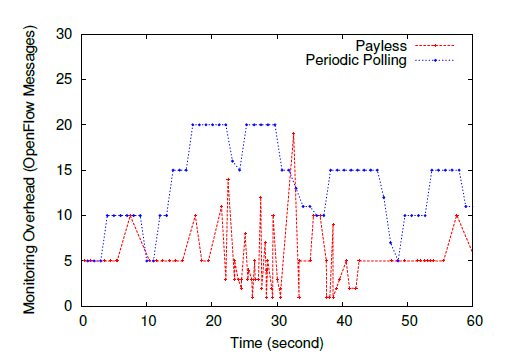 Monitoring Overhead (OpenFlow Messages)
30
25
20
15
10
5
0
Payless
Periodic Polling
0 10 20 30 40 50 60
Time (second)